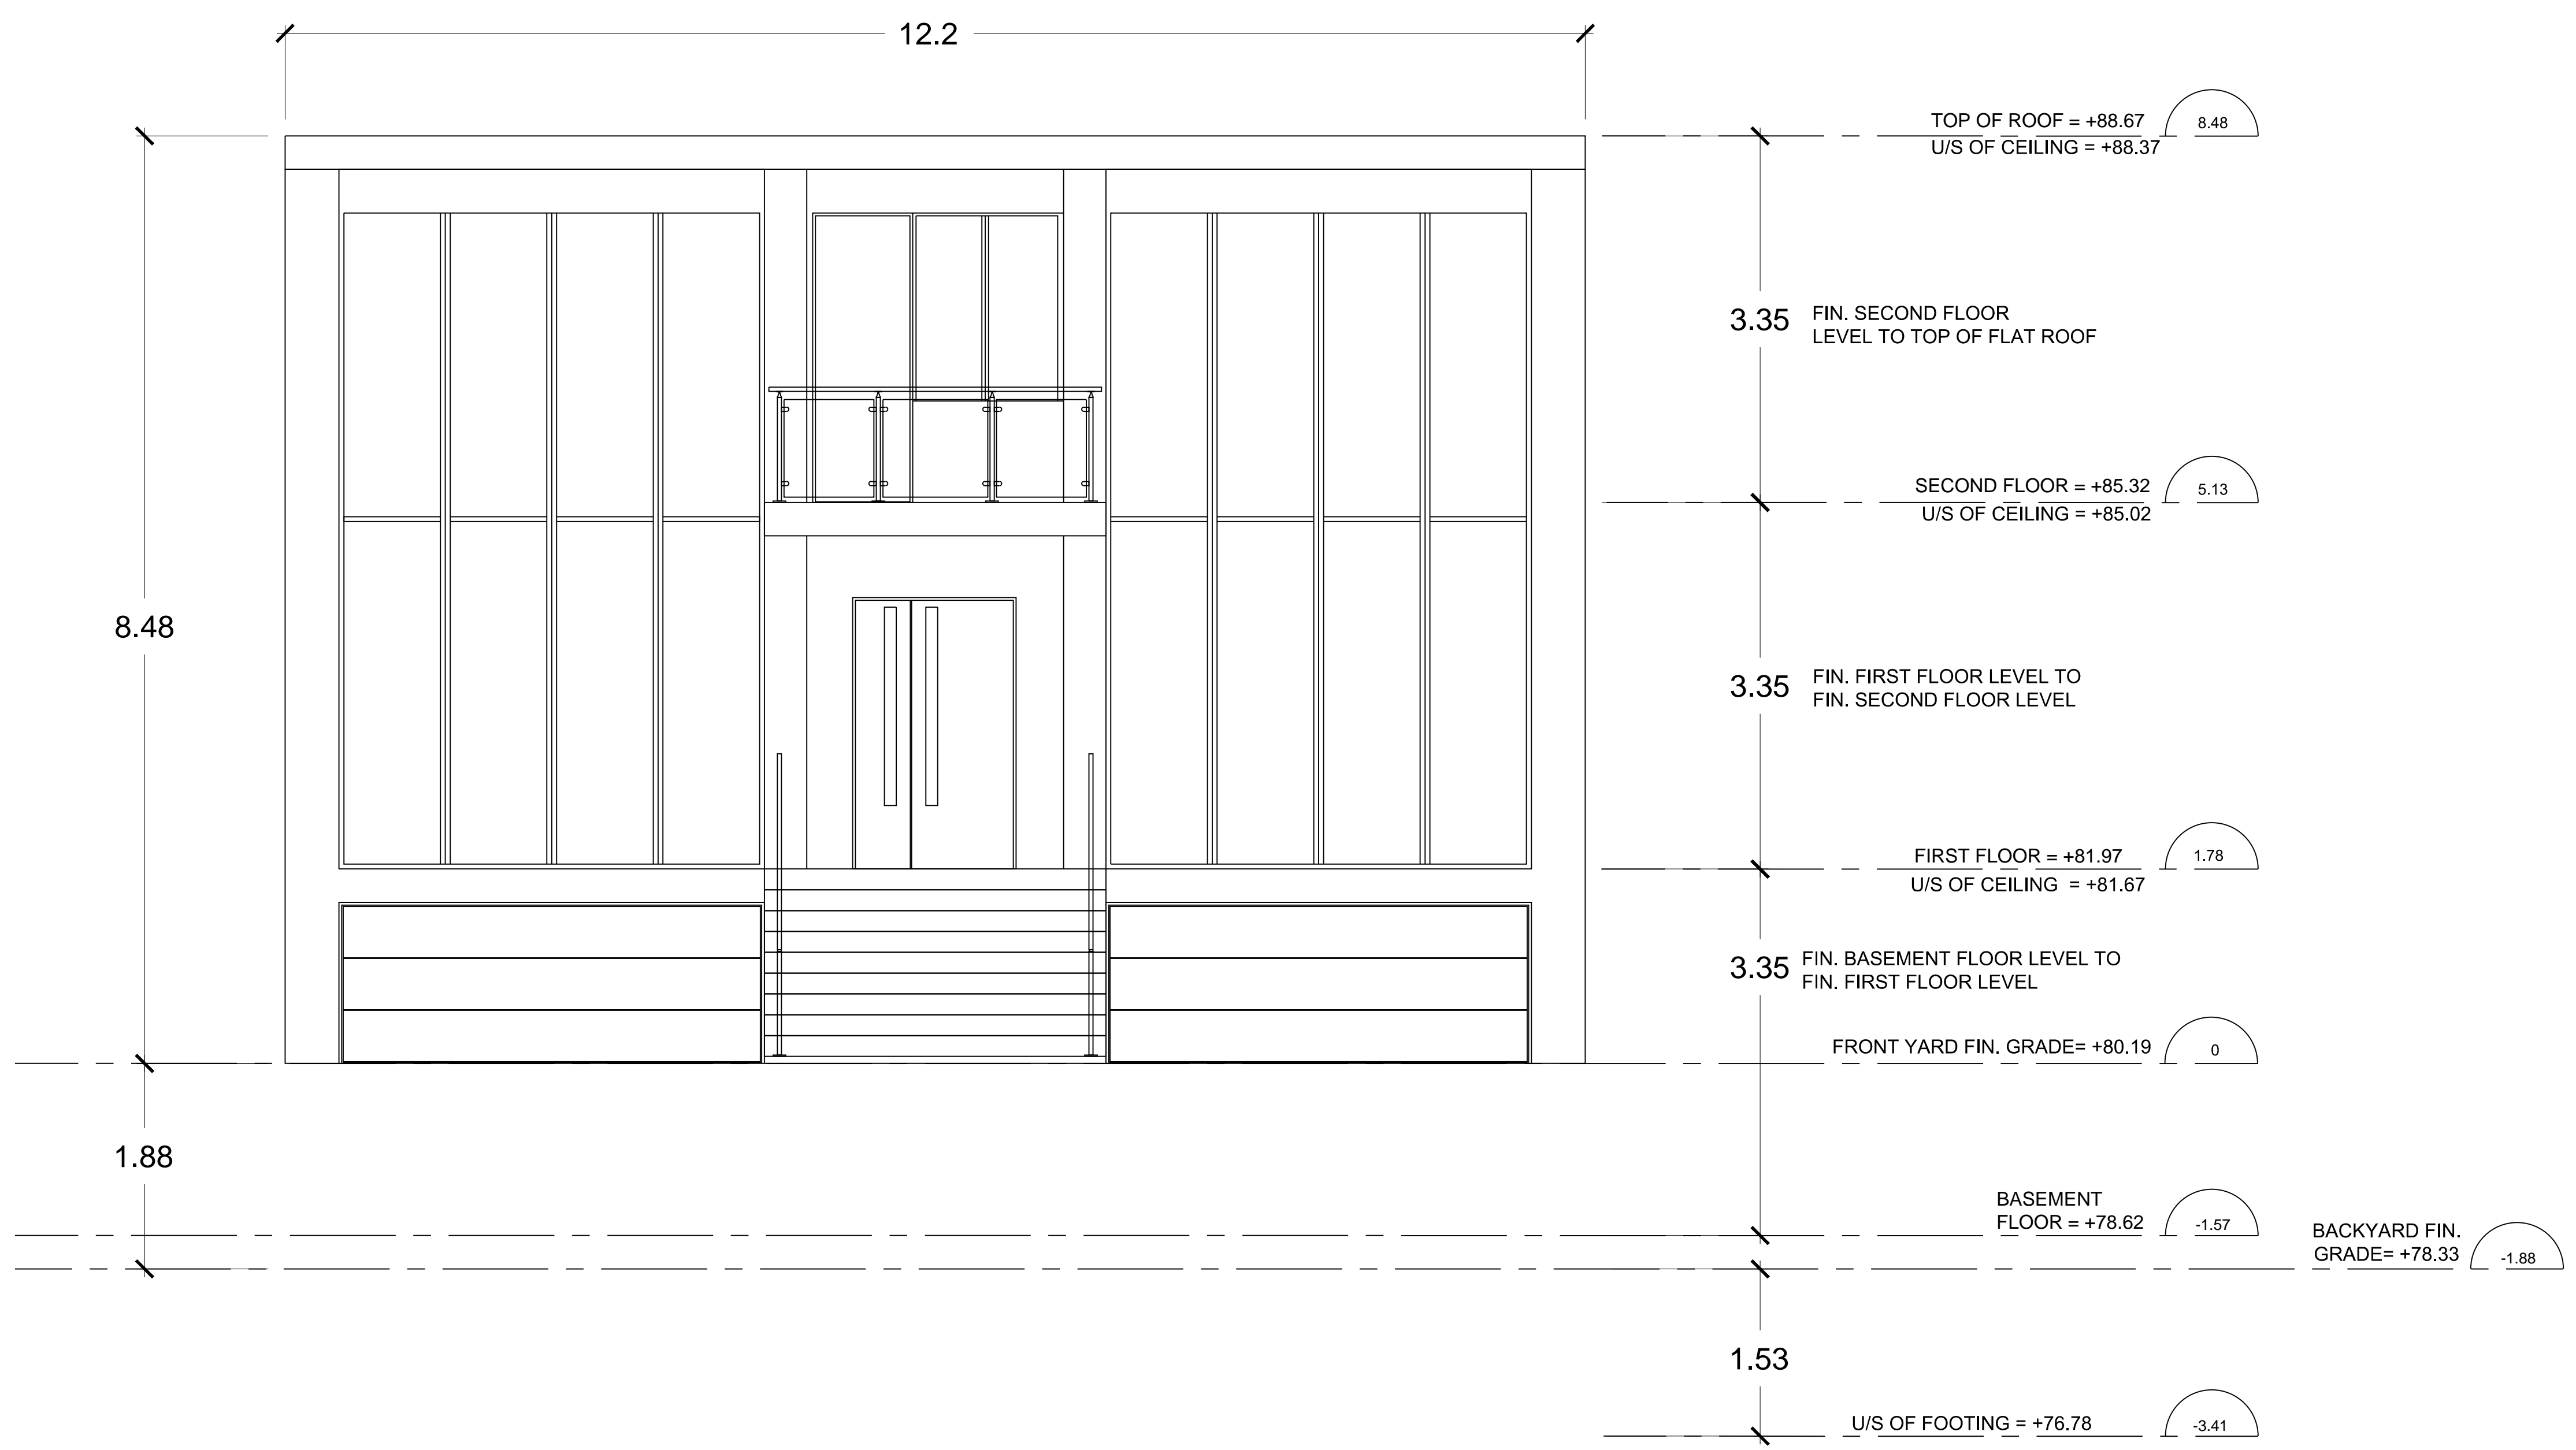 12.2
TOP OF ROOF = +88.67
8.48
U/S OF CEILING = +88.37
3.35
FIN. SECOND FLOOR
LEVEL TO TOP OF FLAT ROOF
SECOND FLOOR = +85.32
5.13
U/S OF CEILING = +85.02
8.48
3.35
FIN. FIRST FLOOR LEVEL TO
FIN. SECOND FLOOR LEVEL
FIRST FLOOR = +81.97
1.78
U/S OF CEILING = +81.67
3.35
FIN. BASEMENT FLOOR LEVEL TO
FIN. FIRST FLOOR LEVEL
FRONT YARD FIN. GRADE= +80.19
0
1.88
BASEMENT
FLOOR = +78.62
-1.57
BACKYARD FIN.
GRADE= +78.33
-1.88
1.53
U/S OF FOOTING = +76.78
-3.41